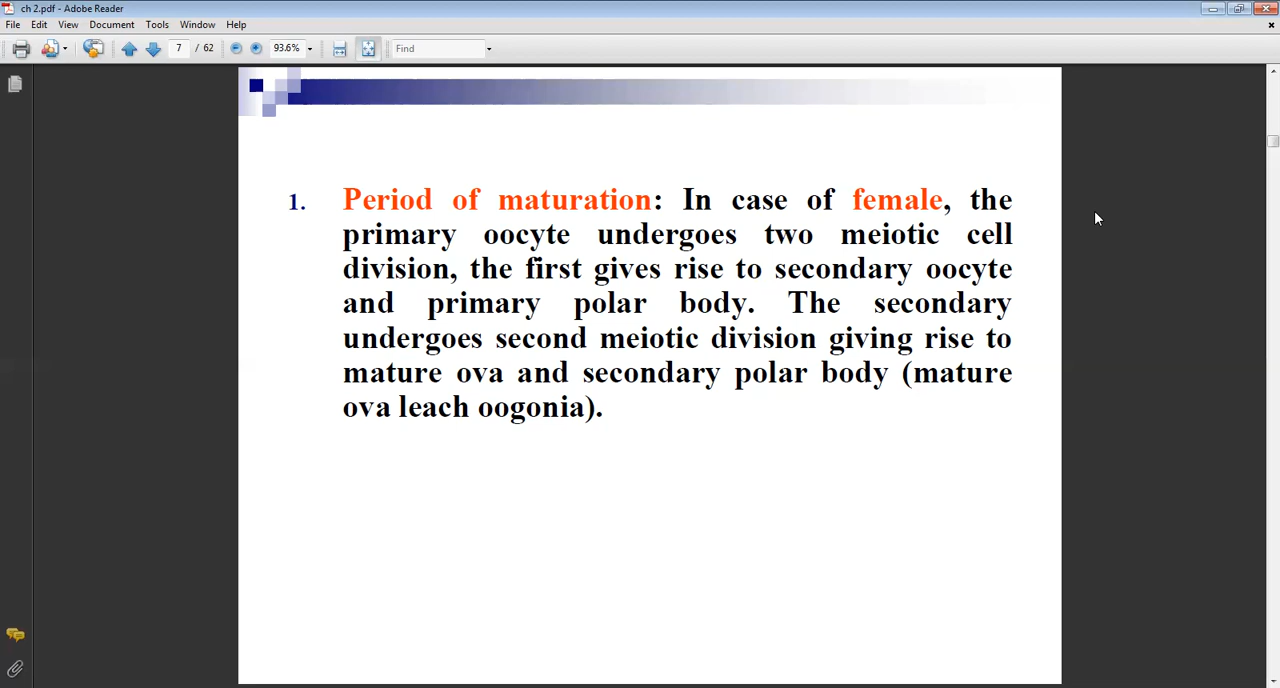 ch 2.pdf - Adobe Reader
File Edit View Document Tools Window Help
7 / 62 93.6% Find
1. Period of maturation: In case of female, the
primary oocyte undergoes two meiotic cell
division, the first gives rise to secondary oocyte
and primary polar body. The secondary
undergoes second meiotic division giving rise to
mature ova and secondary polar body (mature
ova leach oogonia).